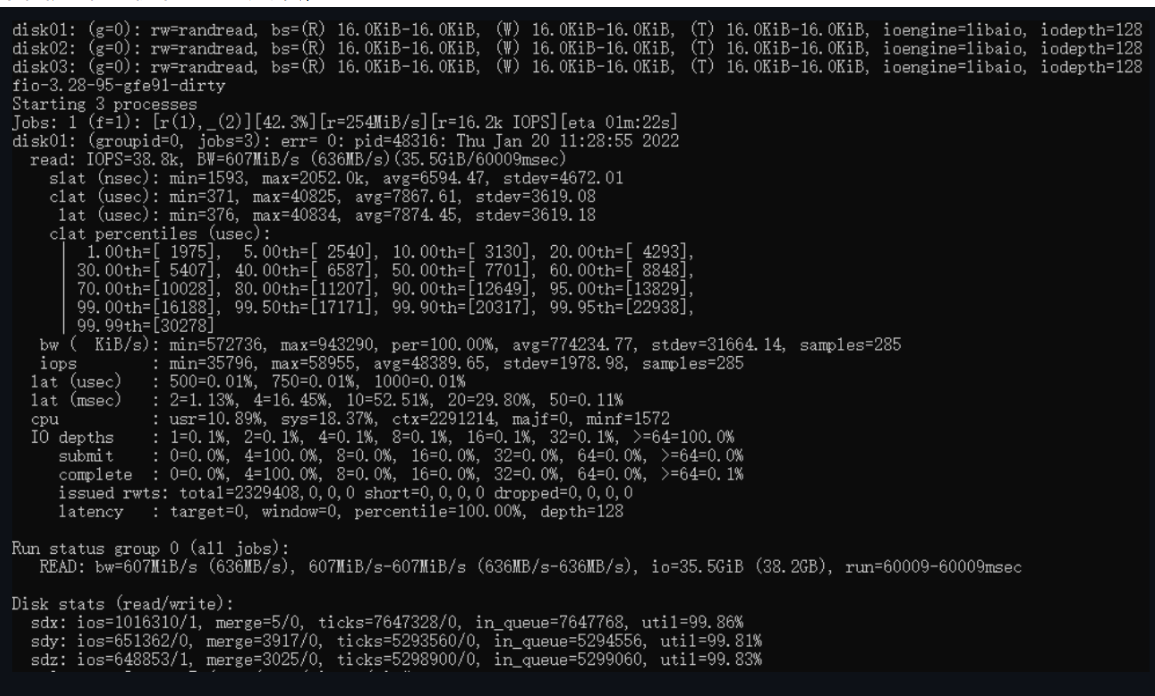 disk01: (g=0): rw=randread, bs=(R) 16.0KiB-16.0KiB, (W) 16.0KiB-16.0KiB, (T) 16.0KiB-16.0KiB, ioengine=libaio, iodepth=128
disk02: (g=0): rw=randread, bs=(R) 16.0KiB-16.0KiB, (W) 16.0KiB-16.0KiB, (T) 16.0KiB-16.0KiB, ioengine=libaio, iodepth=128
disk03: (g=0): rw=randread, bs=(R) 16.0KiB-16.0KiB, (W) 16.0KiB-16.0KiB, (T) 16.0KiB-16.0KiB, ioengine=libaio, iodepth=128
fio-3.28-95-gfe91-dirty
Starting 3 processes
Jobs: 1 (f=1): [r(1),_(2)][42.3%][r=254MiB/s][r=16.2k IOPS][eta 01m:22s]
disk01: (groupid=0, jobs=3): err= 0: pid=48316: Thu Jan 20 11:28:55 2022
  read: IOPS=38.8k, BW=607MiB/s (636MB/s)(35.5GiB/60009msec)
    slat (nsec): min=1593, max=2052.0k, avg=6594.47, stdev=4672.01
    clat (usec): min=371, max=40825, avg=7867.61, stdev=3619.08
     lat (usec): min=376, max=40834, avg=7874.45, stdev=3619.18
    clat percentiles (usec):
     |  1.00th=[ 1975],  5.00th=[ 2540], 10.00th=[ 3130], 20.00th=[ 4293],
     | 30.00th=[ 5407], 40.00th=[ 6587], 50.00th=[ 7701], 60.00th=[ 8848],
     | 70.00th=[10028], 80.00th=[11207], 90.00th=[12649], 95.00th=[13829],
     | 99.00th=[16188], 99.50th=[17171], 99.90th=[20317], 99.95th=[22938],
     | 99.99th=[30278]
   bw (  KiB/s): min=572736, max=943290, per=100.00%, avg=774234.77, stdev=31664.14, samples=285
   iops        : min=35796, max=58955, avg=48389.65, stdev=1978.98, samples=285
  lat (usec)   : 500=0.01%, 750=0.01%, 1000=0.01%
  lat (msec)   : 2=1.13%, 4=16.45%, 10=52.51%, 20=29.80%, 50=0.11%
  cpu          : usr=10.89%, sys=18.37%, ctx=2291214, majf=0, minf=1572
  IO depths    : 1=0.1%, 2=0.1%, 4=0.1%, 8=0.1%, 16=0.1%, 32=0.1%, >=64=100.0%
     submit    : 0=0.0%, 4=100.0%, 8=0.0%, 16=0.0%, 32=0.0%, 64=0.0%, >=64=0.0%
     complete  : 0=0.0%, 4=100.0%, 8=0.0%, 16=0.0%, 32=0.0%, 64=0.0%, >=64=0.1%
     issued rwts: total=2329408,0,0,0 short=0,0,0,0 dropped=0,0,0,0
     latency   : target=0, window=0, percentile=100.00%, depth=128

Run status group 0 (all jobs):
   READ: bw=607MiB/s (636MB/s), 607MiB/s-607MiB/s (636MB/s-636MB/s), io=35.5GiB (38.2GB), run=60009-60009msec

Disk stats (read/write):
  sdx: ios=1016310/1, merge=5/0, ticks=7647328/0, in_queue=7647768, util=99.86%
  sdy: ios=651362/0, merge=3917/0, ticks=5293560/0, in_queue=5294556, util=99.81%
  sdz: ios=648853/1, merge=3025/0, ticks=5298900/0, in_queue=5299060, util=99.83%